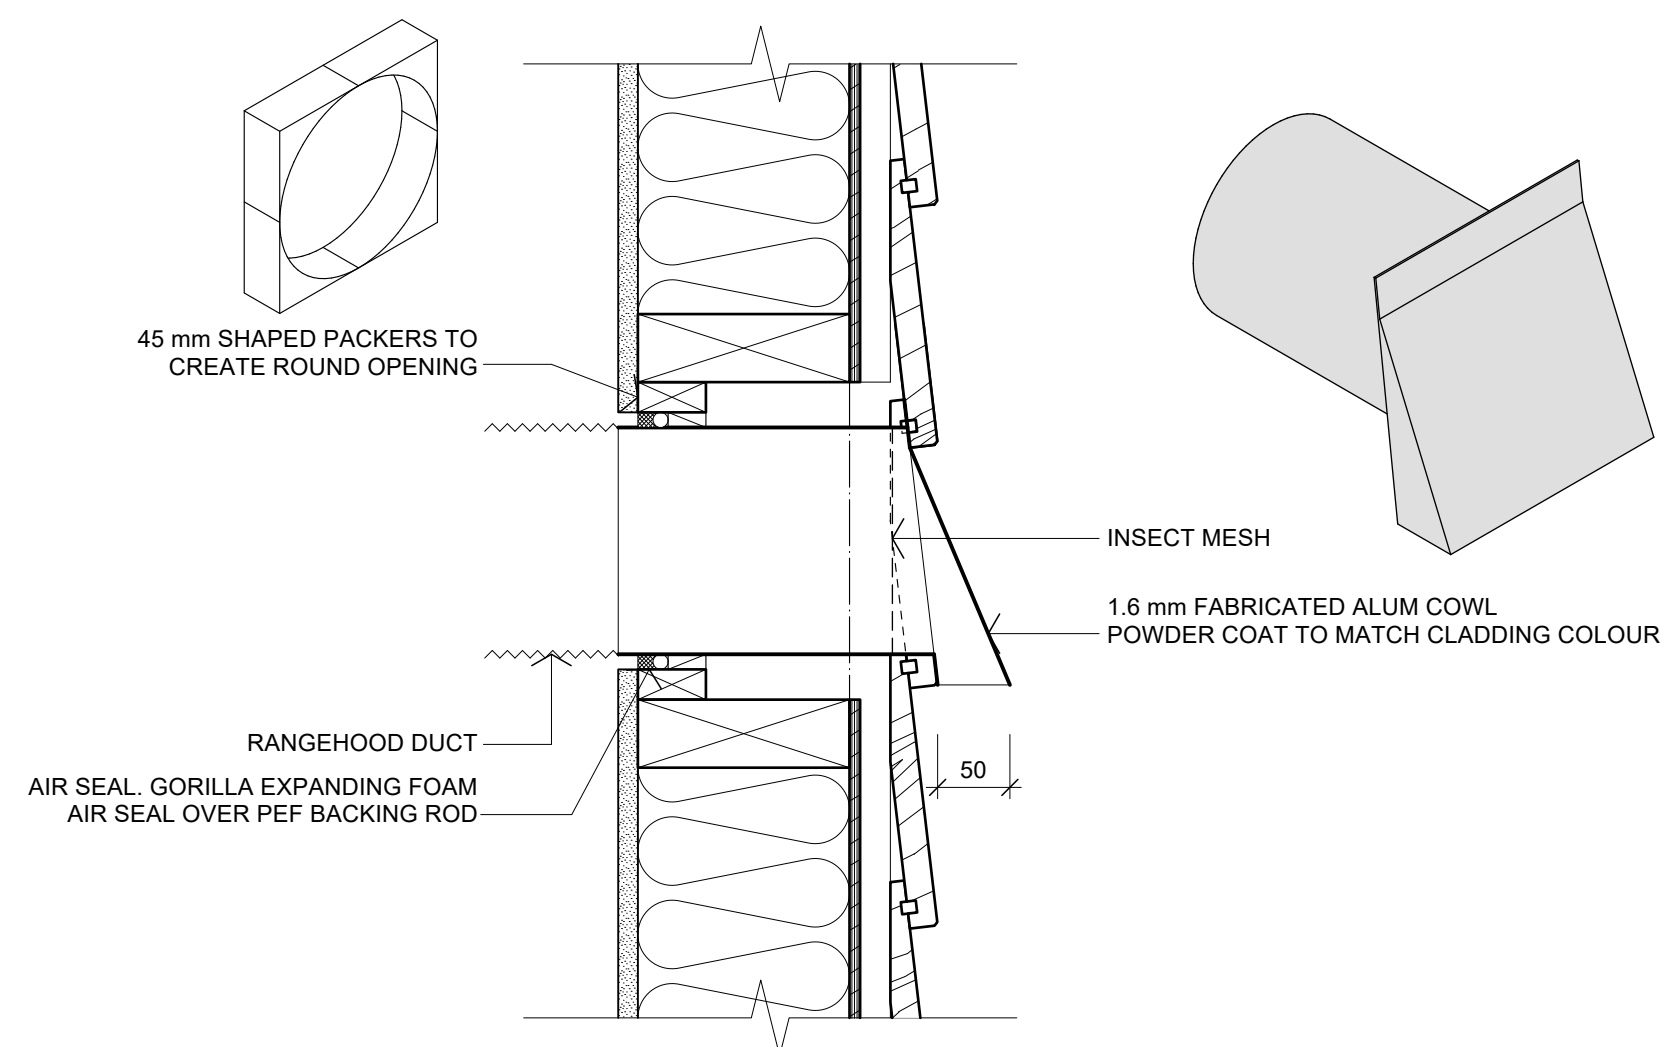 45 mm SHAPED PACKERS TO
CREATE ROUND OPENING
INSECT MESH
1.6 mm FABRICATED ALUM COWL
POWDER COAT TO MATCH CLADDING COLOUR
RANGEHOOD DUCT
AIR SEAL. GORILLA EXPANDING FOAM
AIR SEAL OVER PEF BACKING ROD
50